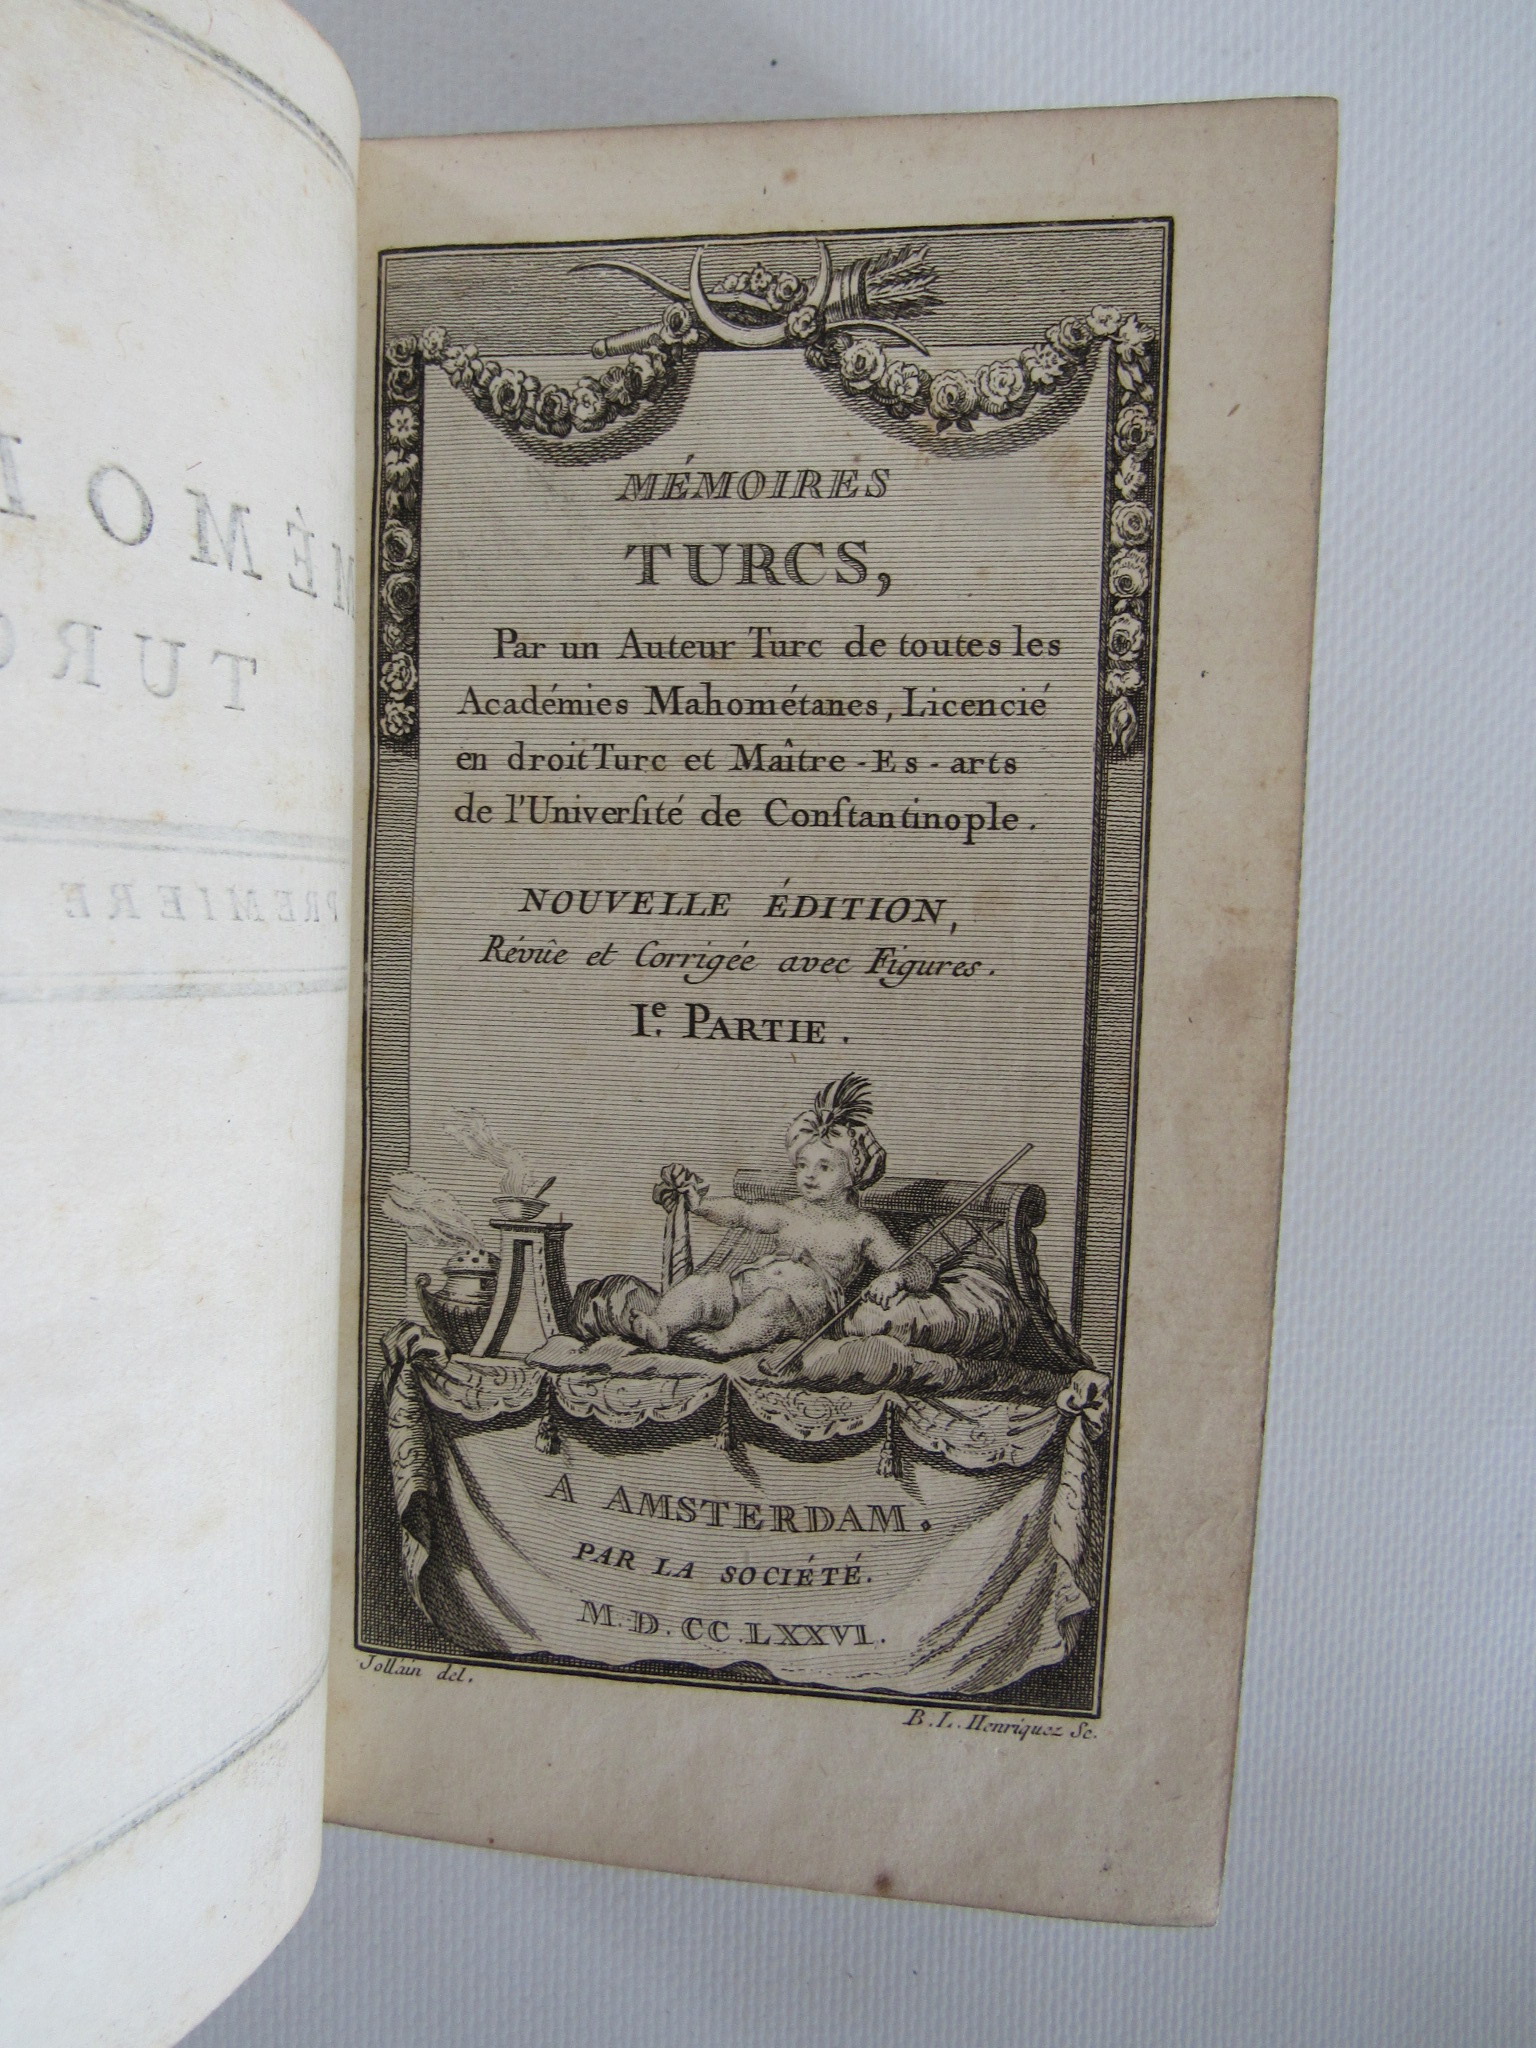 MÉMOIRES
TURCS,
Par un Auteur Turc de toutes les
Académies Mahométanes, Licencié
en droit Turc et Maître-Es-arts
de l'Univerſité de Conſtantinople.
NOUVELLE ÉDITION,
Révûe et Corrigée avec Figures.
Iᵉ. PARTIE.
A AMSTERDAM.
PAR LA SOCIÉTÉ.
M.D.CC.LXXVI.
Jollain del.
B.L.Henriquez Sc.
PREMIERE